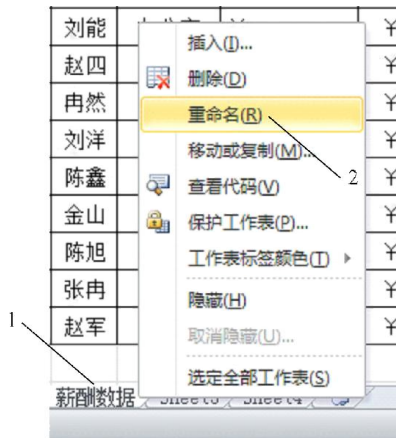 刘能
赵四
冉然
刘洋
陈鑫
金山
陈旭
张冉
赵军
插入(I)...
删除(D)
重命名(R)
移动或复制(M)...
查看代码(V)
保护工作表(P)...
工作表标签颜色(T)
隐藏(H)
取消隐藏(U)...
选定全部工作表(S)
1
2
薪酬数据 Sheet3 Sheet4